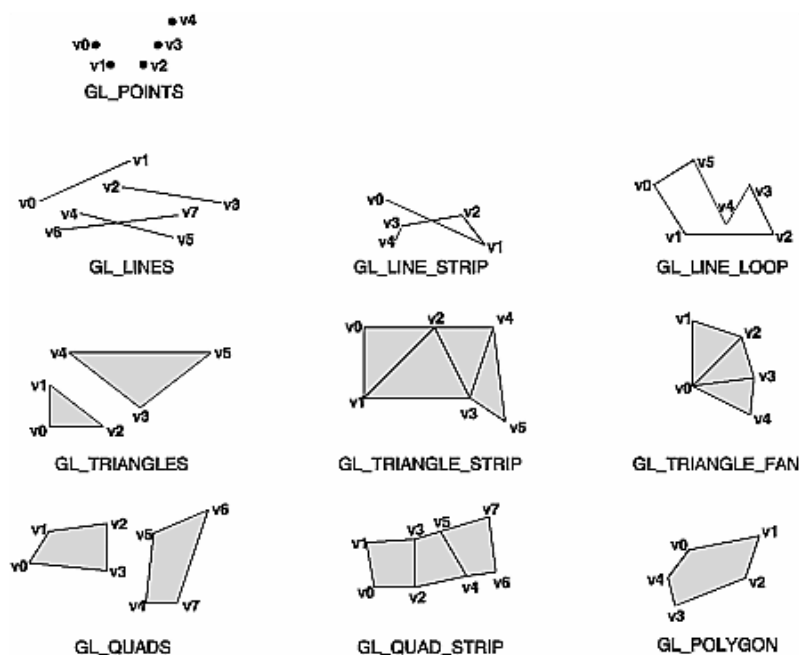 v4
v0 v3
v1 v2
GL_POINTS
v1
v2
v0 v3
v4 v7
v6 v5
GL_LINES
v0
v2
v3
v4 v1
GL_LINE_STRIP
v5
v0 v3
v4
v1 v2
GL_LINE_LOOP
v4 v5
v1
v3
v0 v2
GL_TRIANGLES
v0 v2 v4
v1 v3
v5
GL_TRIANGLE_STRIP
v1
v2
v3
v0
v4
GL_TRIANGLE_FAN
v6
v1 v2 v5
v0 v3
v4 v7
GL_QUADS
v7
v3 v5
v1
v0 v2 v4 v6
GL_QUAD_STRIP
v1
v0
v4 v2
v3
GL_POLYGON